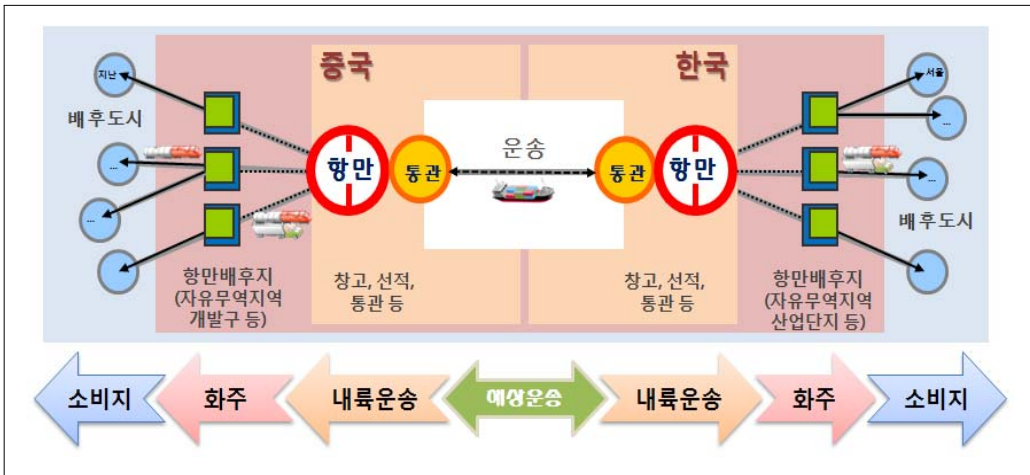 중국
한국
지난
배후도시
...
...
항만
통관
운송
통관
항만
서울
...
...
배후도시
항만배후지
(자유무역지역
개발구 등)
창고, 선적,
통관 등
창고, 선적,
통관 등
항만배후지
(자유무역지역
산업단지 등)
소비지
화주
내륙운송
해상운송
내륙운송
화주
소비지